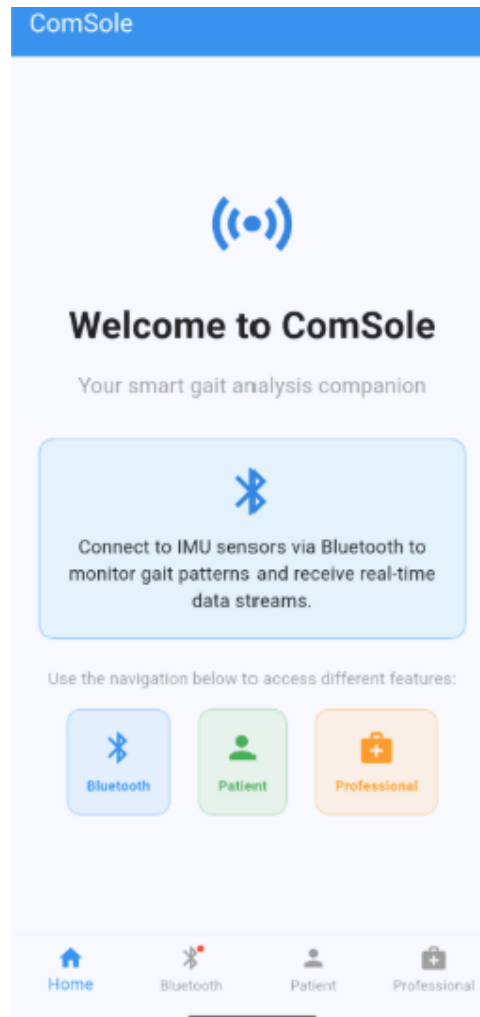 ComSole
Welcome to ComSole
Your smart gait analysis companion
Connect to IMU sensors via Bluetooth to
monitor gait patterns and receive real-time
data streams.
Use the navigation below to access different features:
Bluetooth Patient Professional
Home Bluetooth Patient Professional